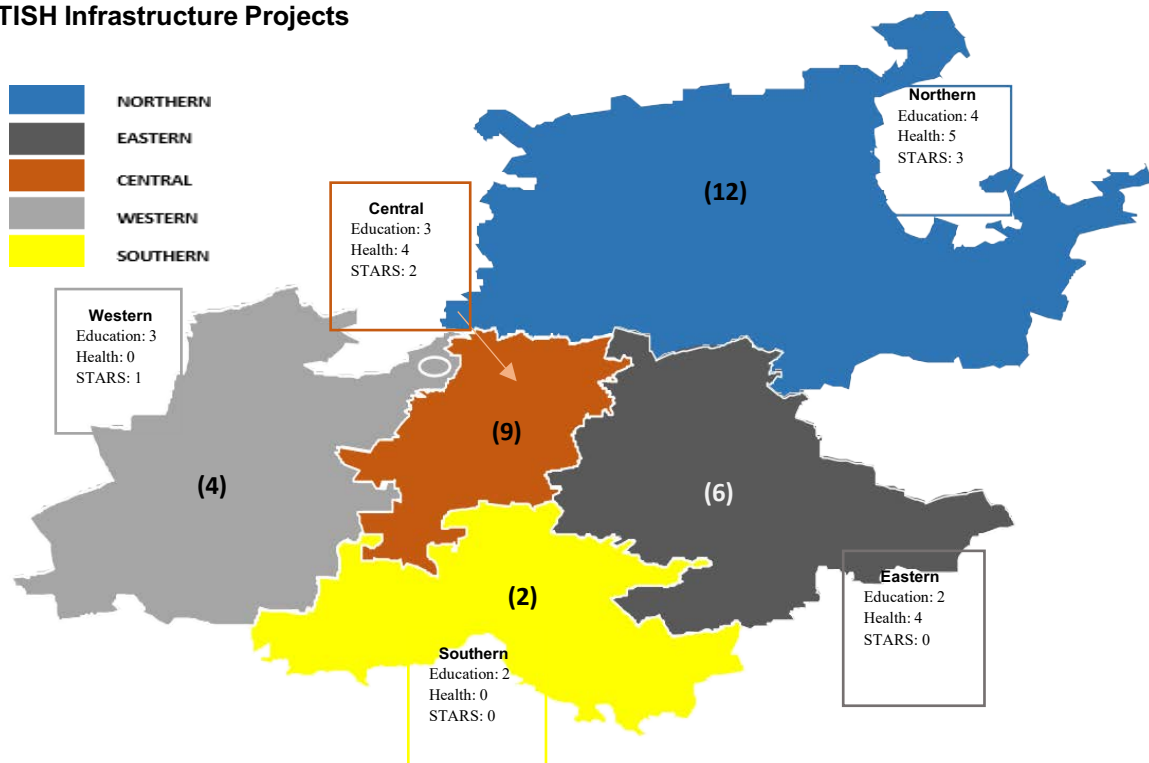 TISH Infrastructure Projects
NORTHERN
EASTERN
CENTRAL
WESTERN
SOUTHERN
Northern
Education: 4
Health: 5
STARS: 3
(12)
Central
Education: 3
Health: 4
STARS: 2
Western
Education: 3
Health: 0
STARS: 1
(9)
(4)
(6)
(2)
Eastern
Education: 2
Health: 4
STARS: 0
Southern
Education: 2
Health: 0
STARS: 0